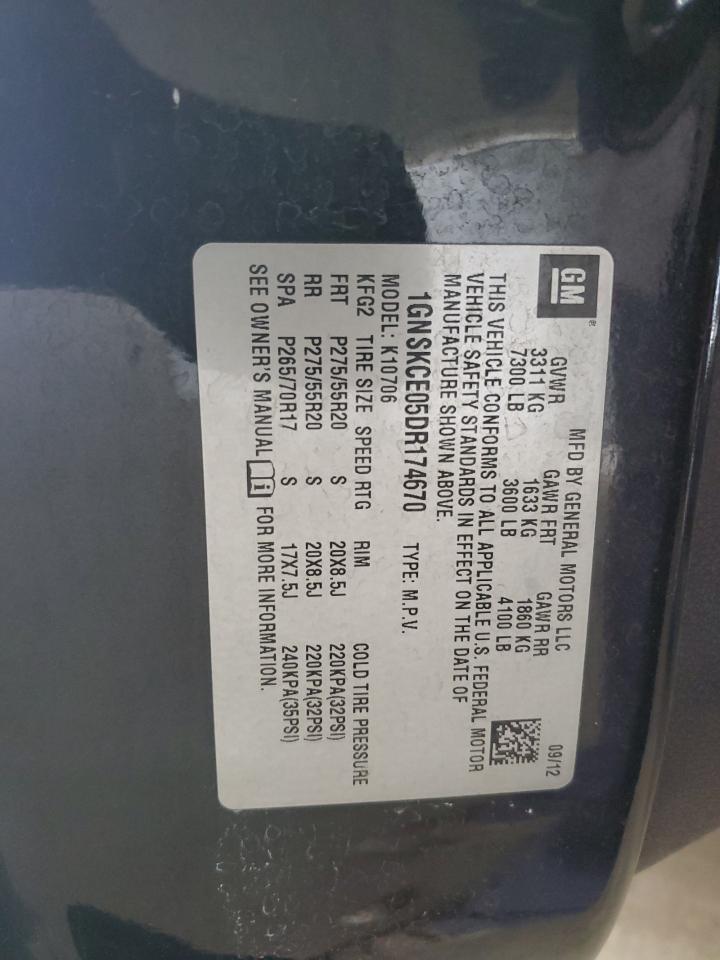 GM®
MFD BY GENERAL MOTORS LLC 09/12
GVWR GAWR FRT GAWR RR
3311 KG 1633 KG 1860 KG
7300 LB 3600 LB 4100 LB
THIS VEHICLE CONFORMS TO ALL APPLICABLE U.S. FEDERAL MOTOR
VEHICLE SAFETY STANDARDS IN EFFECT ON THE DATE OF
MANUFACTURE SHOWN ABOVE.
1GNSKCE05DR174670 TYPE: M.P.V.
MODEL: K10706
KFG2 TIRE SIZE SPEED RTG RIM COLD TIRE PRESSURE
FRT P275/55R20 S 20X8.5J 220KPA(32PSI)
RR P275/55R20 S 20X8.5J 220KPA(32PSI)
SPA P265/70R17 S 17X7.5J 240KPA(35PSI)
SEE OWNER'S MANUAL i FOR MORE INFORMATION.